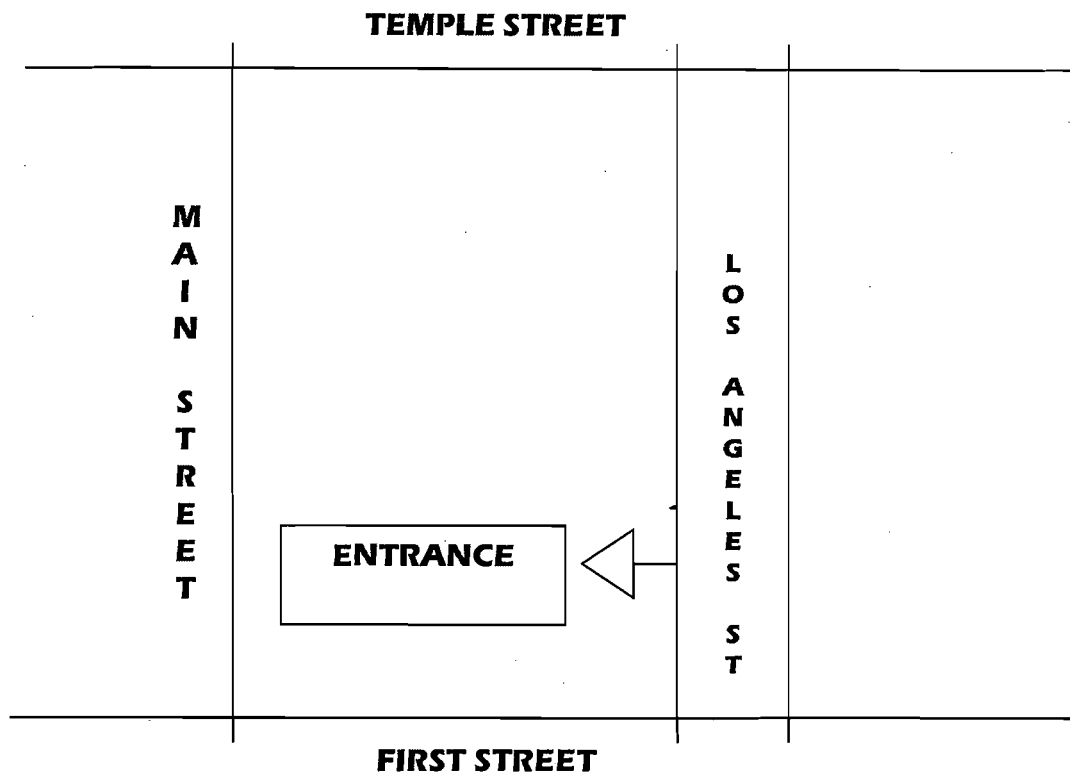 TEMPLE STREET
MAIN STREET
LOS ANGELES ST
ENTRANCE
FIRST STREET